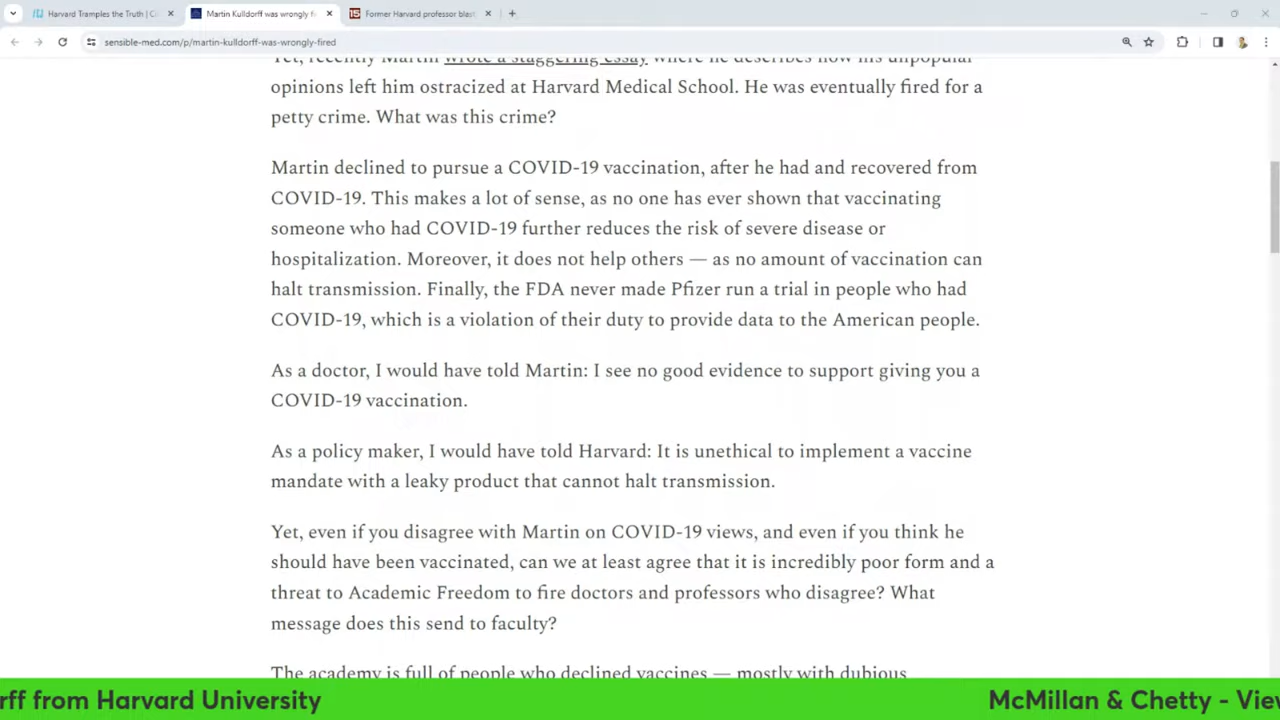 Harvard Tramples the Truth | C
Martin Kulldorff was wrongly f
15 Former Harvard professor blast
sensible-med.com/p/martin-kulldorff-was-wrongly-fired
Yet, recently Martin wrote a staggering essay where he describes how his unpopular
opinions left him ostracized at Harvard Medical School. He was eventually fired for a
petty crime. What was this crime?
Martin declined to pursue a COVID-19 vaccination, after he had and recovered from
COVID-19. This makes a lot of sense, as no one has ever shown that vaccinating
someone who had COVID-19 further reduces the risk of severe disease or
hospitalization. Moreover, it does not help others — as no amount of vaccination can
halt transmission. Finally, the FDA never made Pfizer run a trial in people who had
COVID-19, which is a violation of their duty to provide data to the American people.
As a doctor, I would have told Martin: I see no good evidence to support giving you a
COVID-19 vaccination.
As a policy maker, I would have told Harvard: It is unethical to implement a vaccine
mandate with a leaky product that cannot halt transmission.
Yet, even if you disagree with Martin on COVID-19 views, and even if you think he
should have been vaccinated, can we at least agree that it is incredibly poor form and a
threat to Academic Freedom to fire doctors and professors who disagree? What
message does this send to faculty?
The academy is full of people who declined vaccines — mostly with dubious
rff from Harvard University
McMillan & Chetty - Vie